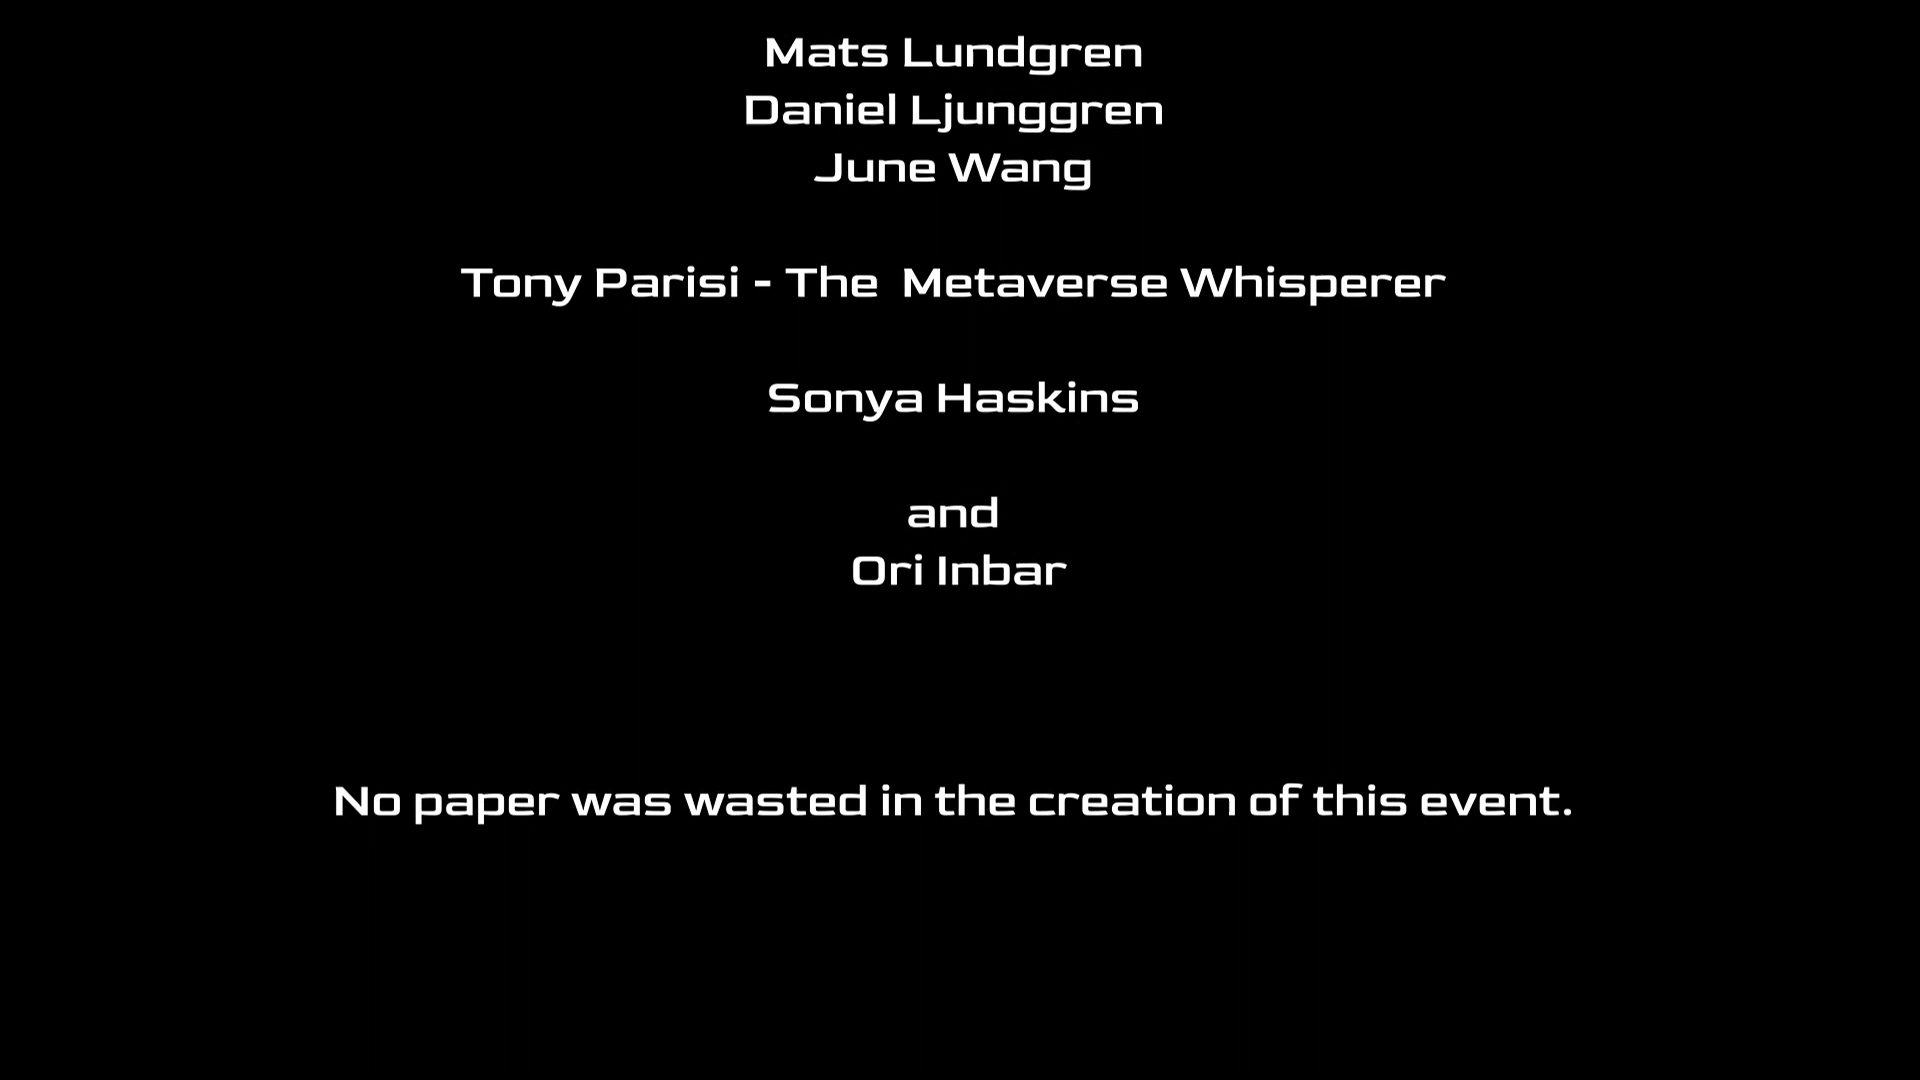 Mats Lundgren
Daniel Ljunggren
June Wang
Tony Parisi - The  Metaverse Whisperer
Sonya Haskins
and
Ori Inbar
No paper was wasted in the creation of this event.